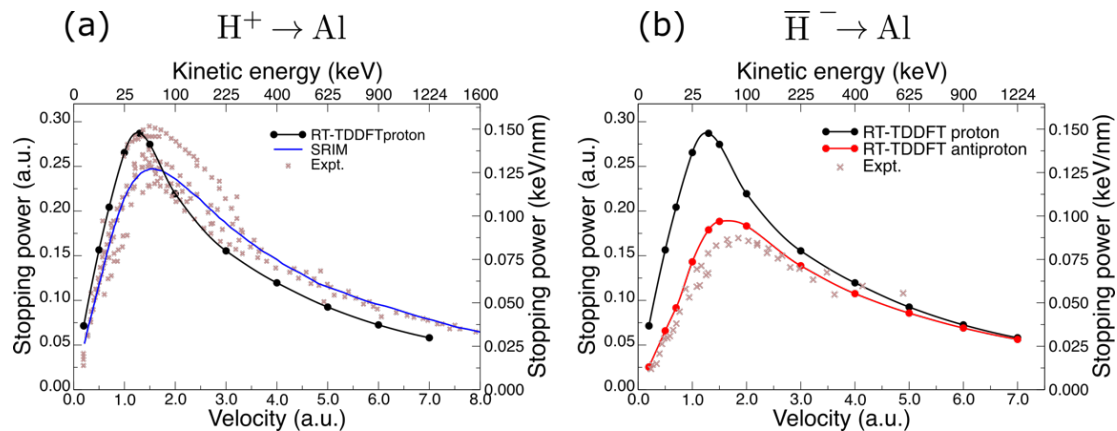 (a) H⁺ → Al
Kinetic energy (keV)
0 25 100 225 400 625 900 1224 1600
0.30
0.25
0.20
0.15
0.10
0.05
0.00
Stopping power (a.u.)
RT-TDDFTproton
SRIM
Expt.
0.150
0.125
0.100
0.075
0.050
0.025
0.000
Stopping power (keV/nm)
0.0 1.0 2.0 3.0 4.0 5.0 6.0 7.0 8.0
Velocity (a.u.)
(b) H̅ ⁻ → Al
Kinetic energy (keV)
0 25 100 225 400 625 900 1224
0.30
0.25
0.20
0.15
0.10
0.05
0.00
Stopping power (a.u.)
RT-TDDFT proton
RT-TDDFT antiproton
Expt.
0.150
0.125
0.100
0.075
0.050
0.025
0.000
Stopping power (keV/nm)
0.0 1.0 2.0 3.0 4.0 5.0 6.0 7.0
Velocity (a.u.)